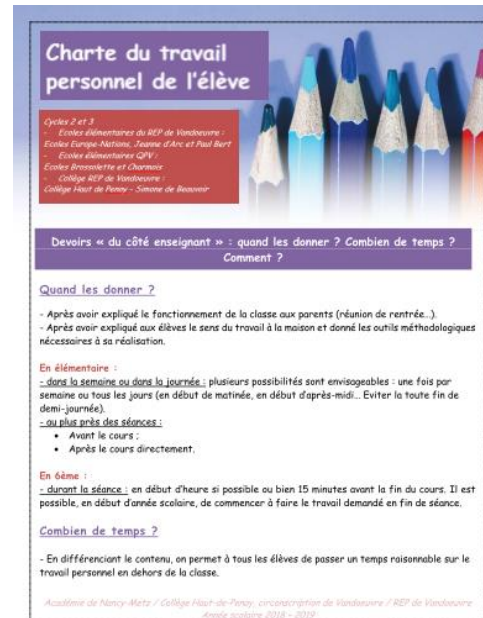 Charte du travail
personnel de l'élève
Cycles 2 et 3
- Ecoles élémentaires du REP de Vandoeuvre :
Ecoles Europe-Nations, Jeanne d'Arc et Paul Bert
- Ecoles élémentaires QPV :
Ecoles Brossolette et Charmois
- Collège REP de Vandoeuvre :
Collège Haut de Penoy - Simone de Beauvoir
Devoirs « du côté enseignant » : quand les donner ? Combien de temps ?
Comment ?
Quand les donner ?
- Après avoir expliqué le fonctionnement de la classe aux parents (réunion de rentrée...).
- Après avoir expliqué aux élèves le sens du travail à la maison et donné les outils méthodologiques
nécessaires à sa réalisation.
En élémentaire :
- dans la semaine ou dans la journée : plusieurs possibilités sont envisageables : une fois par
semaine ou tous les jours (en début de matinée, en début d'après-midi... Eviter la toute fin de
demi-journée).
- au plus près des séances :
• Avant le cours ;
• Après le cours directement.
En 6ème :
- durant la séance : en début d'heure si possible ou bien 15 minutes avant la fin du cours. Il est
possible, en début d'année scolaire, de commencer à faire le travail demandé en fin de séance.
Combien de temps ?
- En différenciant le contenu, on permet à tous les élèves de passer un temps raisonnable sur le
travail personnel en dehors de la classe.
Académie de Nancy-Metz / Collège Haut-de-Penoy, circonscription de Vandoeuvre / REP de Vandoeuvre
Année scolaire 2018 - 2019